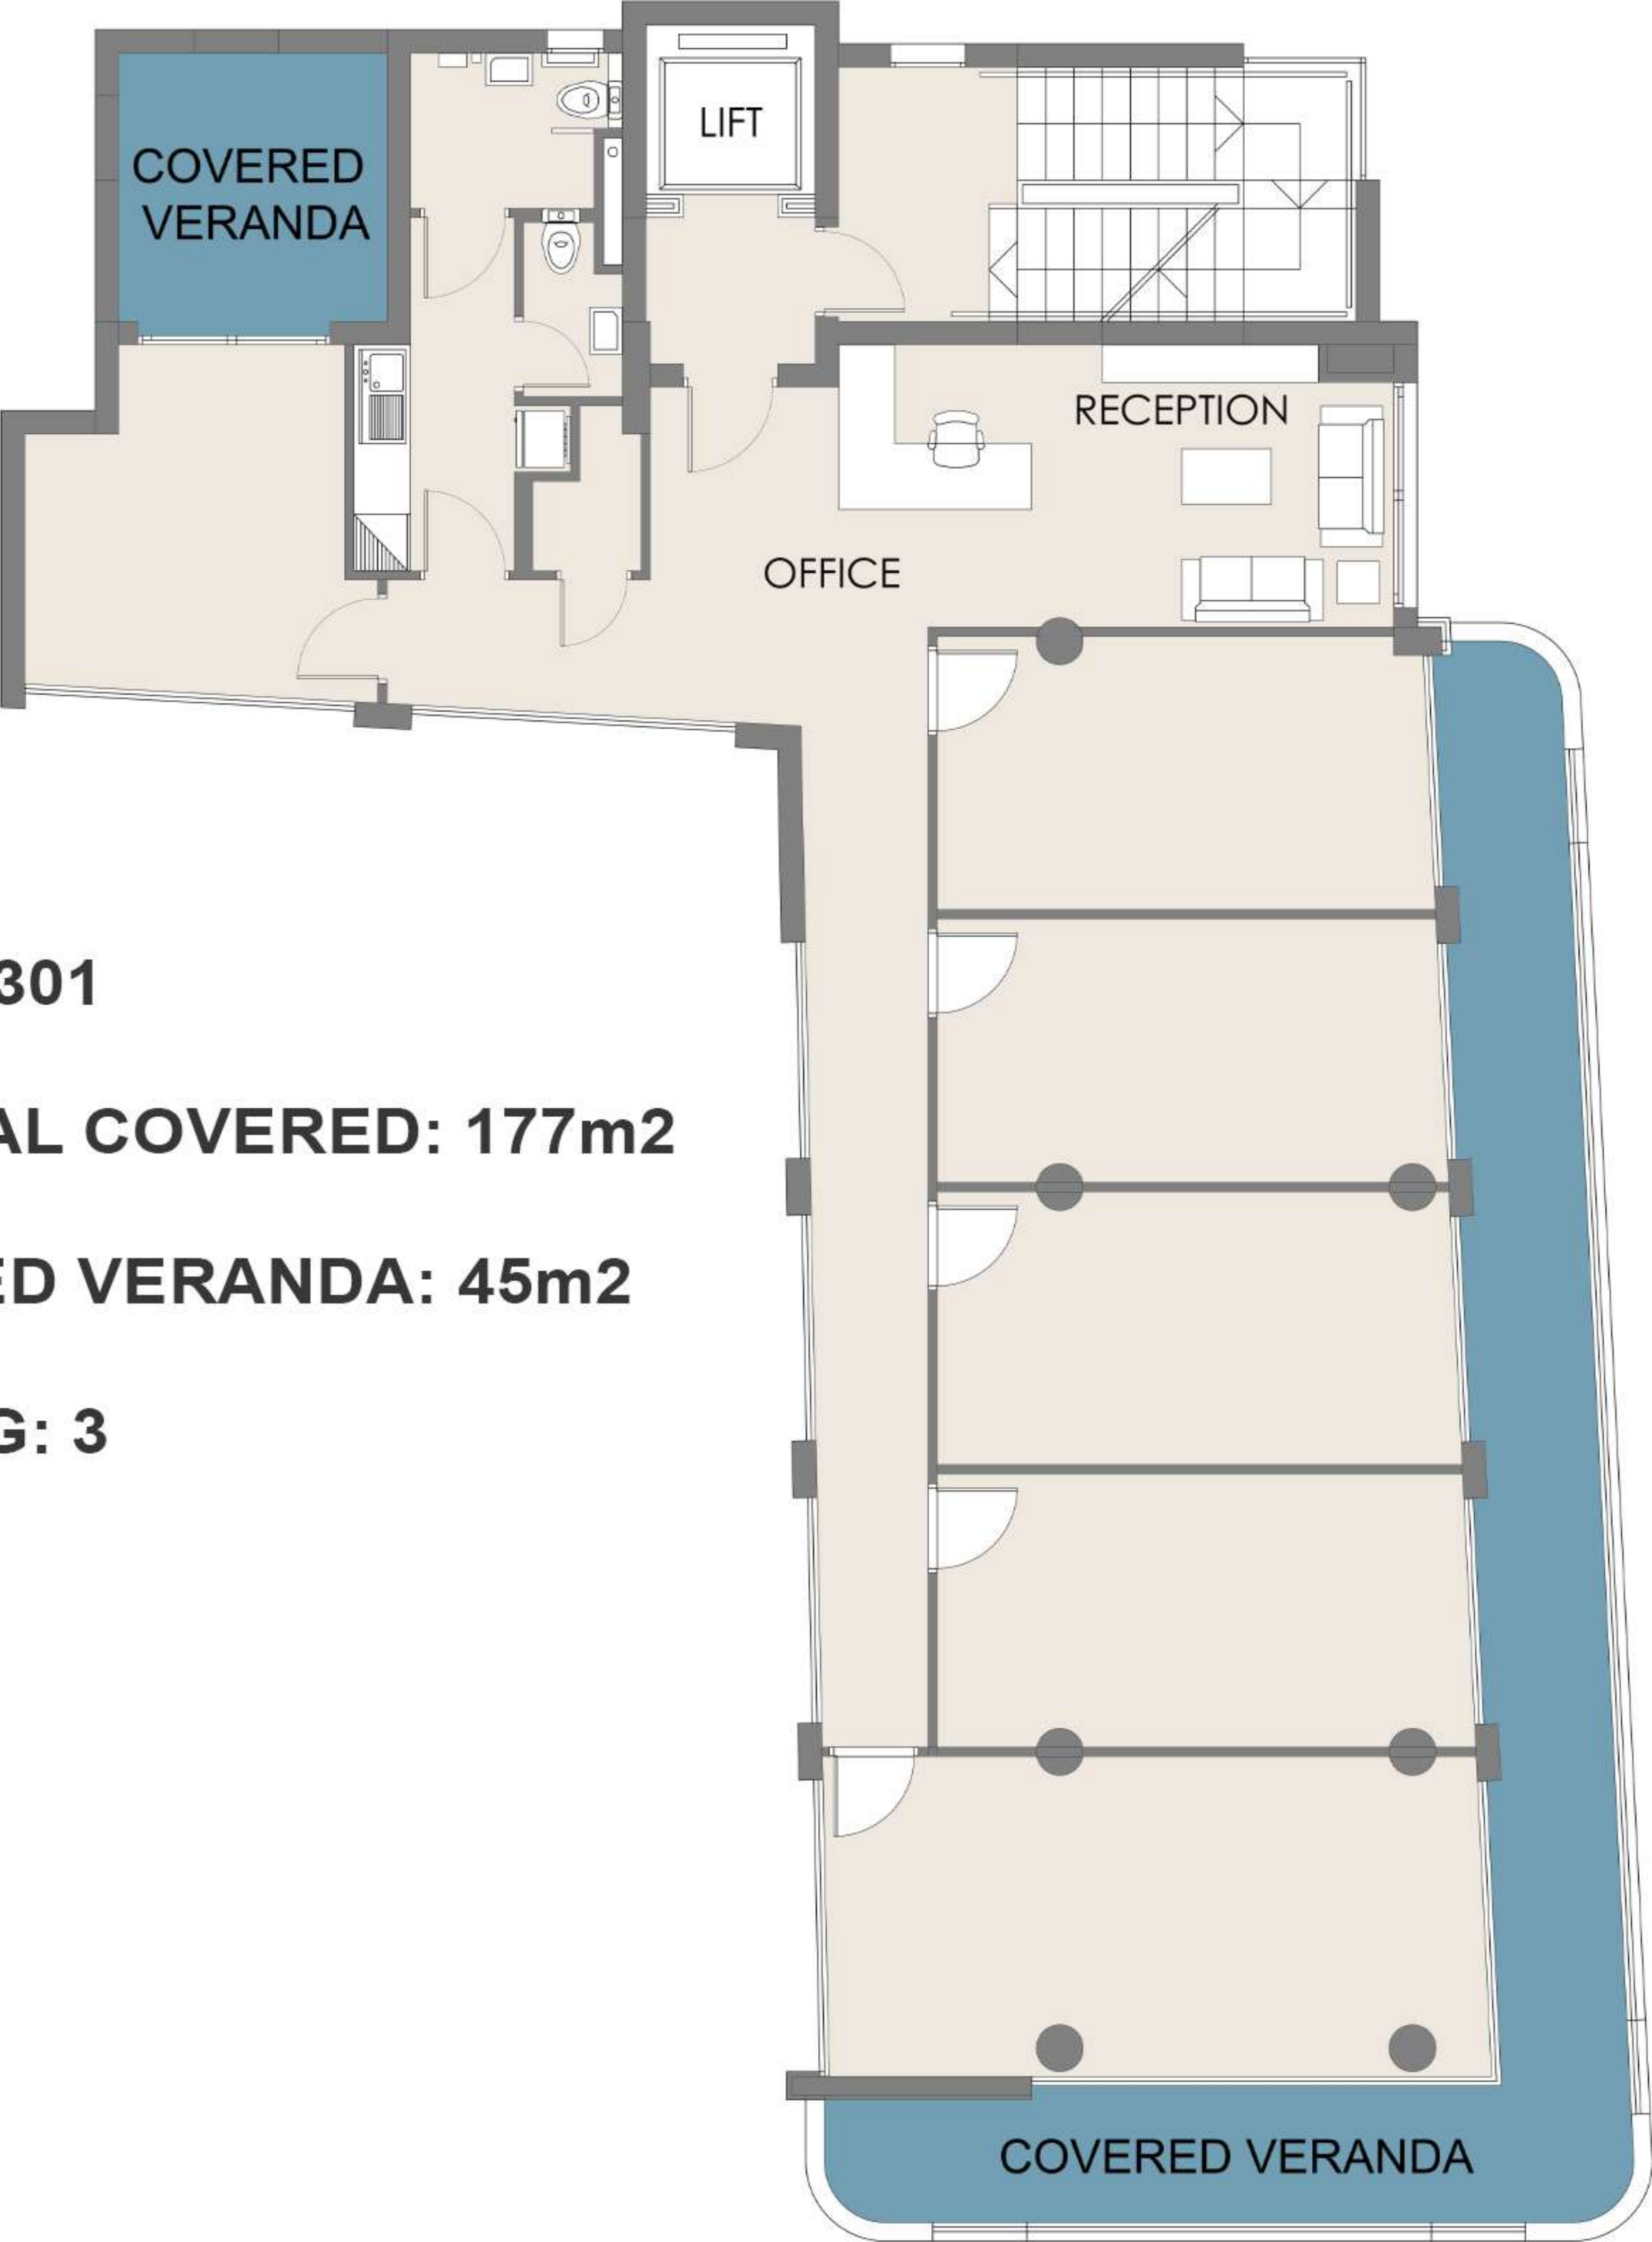 COVERED
VERANDA
LIFT
RECEPTION
OFFICE
301
AL COVERED: 177m2
ED VERANDA: 45m2
G: 3
COVERED VERANDA